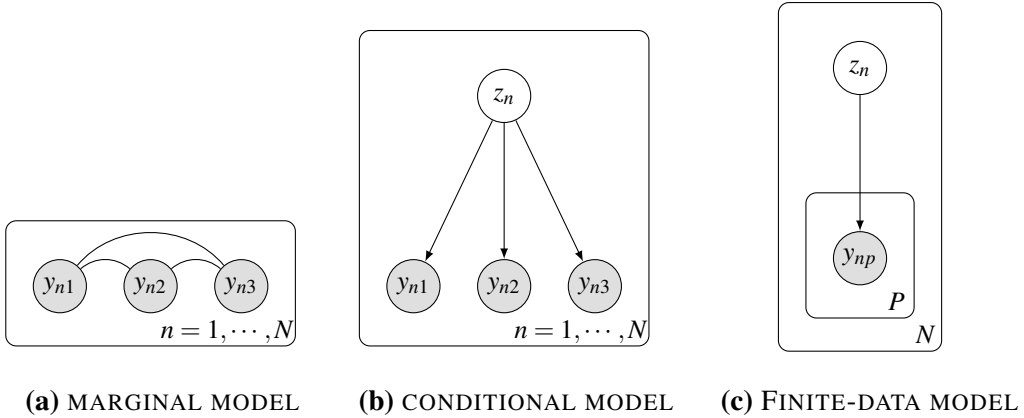 z_n
z_n
y_{n1} y_{n2} y_{n3}
n = 1, ⋯ , N
y_{n1} y_{n2} y_{n3}
n = 1, ⋯ , N
y_{np}
P
N
(a) MARGINAL MODEL
(b) CONDITIONAL MODEL
(c) FINITE-DATA MODEL